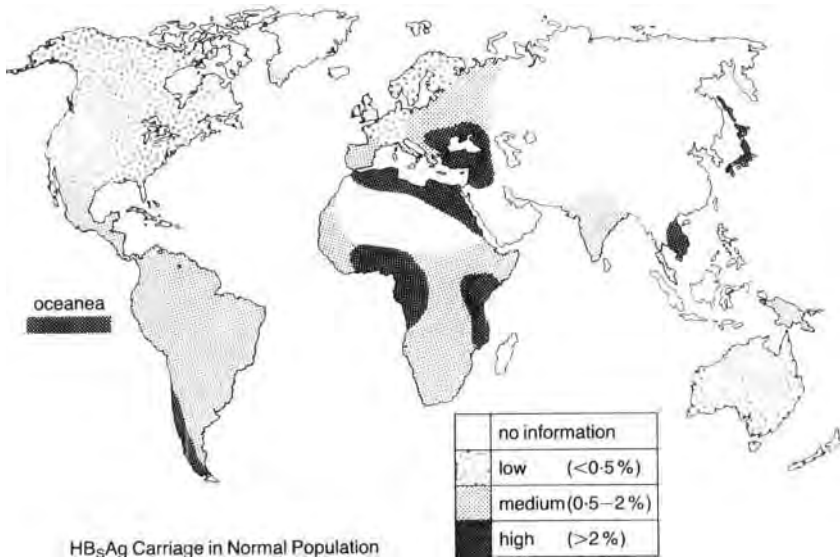 oceanea
no information
low (<0·5%)
medium (0·5–2%)
high (>2%)
HBsAg Carriage in Normal Population